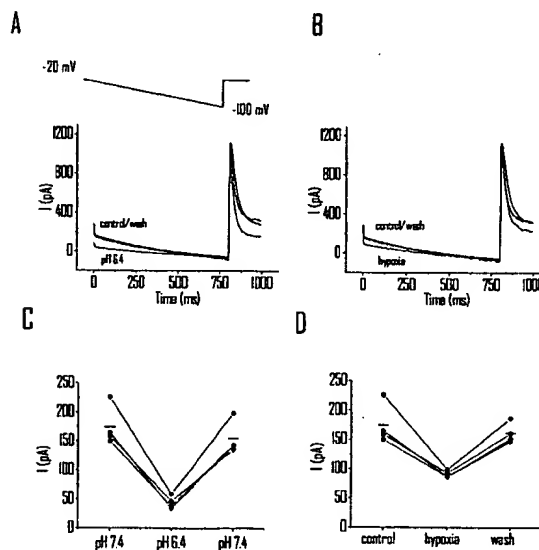 A
B
-20 mV
-100 mV
1200
800
400
0
I (pA)
control/wash
pH 6.4
0 250 500 750 1000
Time (ms)
1200
800
400
0
I (pA)
control/wash
hypoxia
0 250 500 750 1000
Time (ms)
C
D
250
200
150
100
50
0
I (pA)
pH 7.4 pH 6.4 pH 7.4
250
200
150
100
50
0
I (pA)
control hypoxia wash